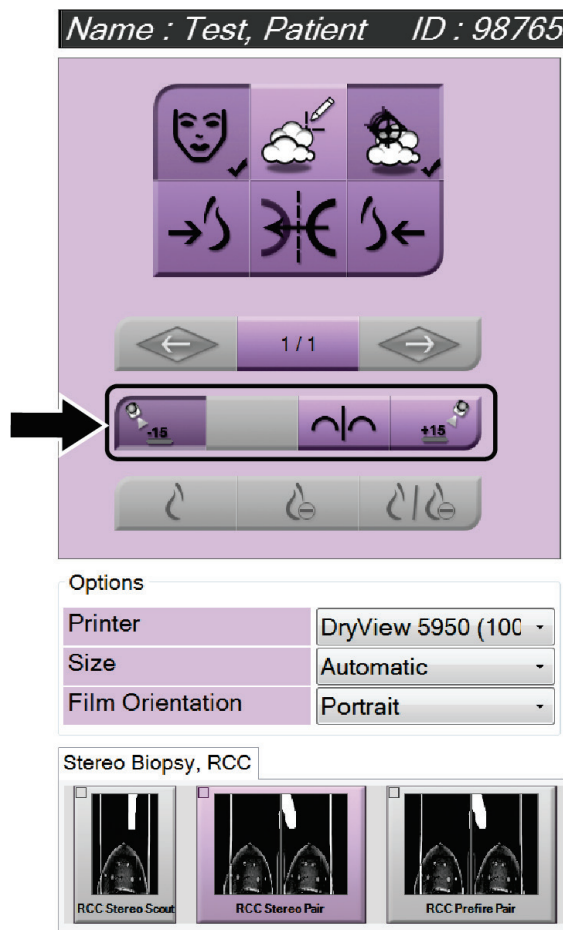 Name : Test, Patient ID : 98765
1 / 1
-15 +15
Options
Printer DryView 5950 (100
Size Automatic
Film Orientation Portrait
Stereo Biopsy, RCC
RCC Stereo Scout RCC Stereo Pair RCC Prefire Pair